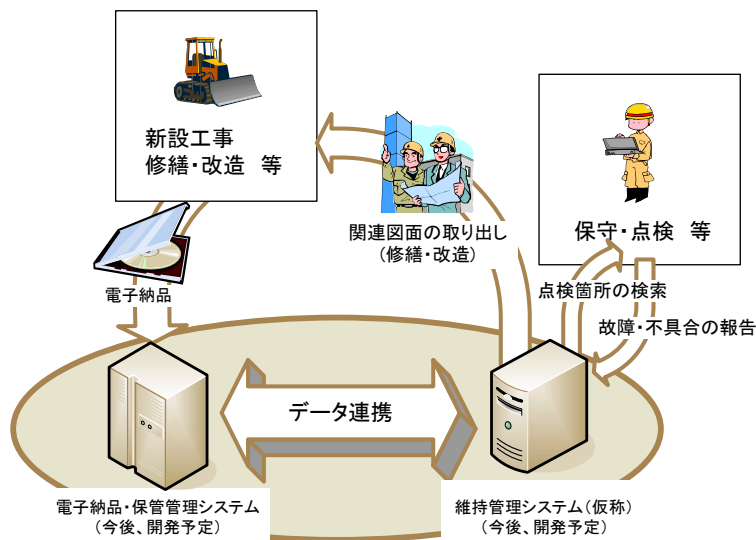 新設工事
修繕・改造 等
関連図面の取り出し
(修繕・改造)
保守・点検 等
電子納品
点検箇所の検索
故障・不具合の報告
データ連携
電子納品・保管管理システム
(今後、開発予定)
維持管理システム(仮称)
(今後、開発予定)